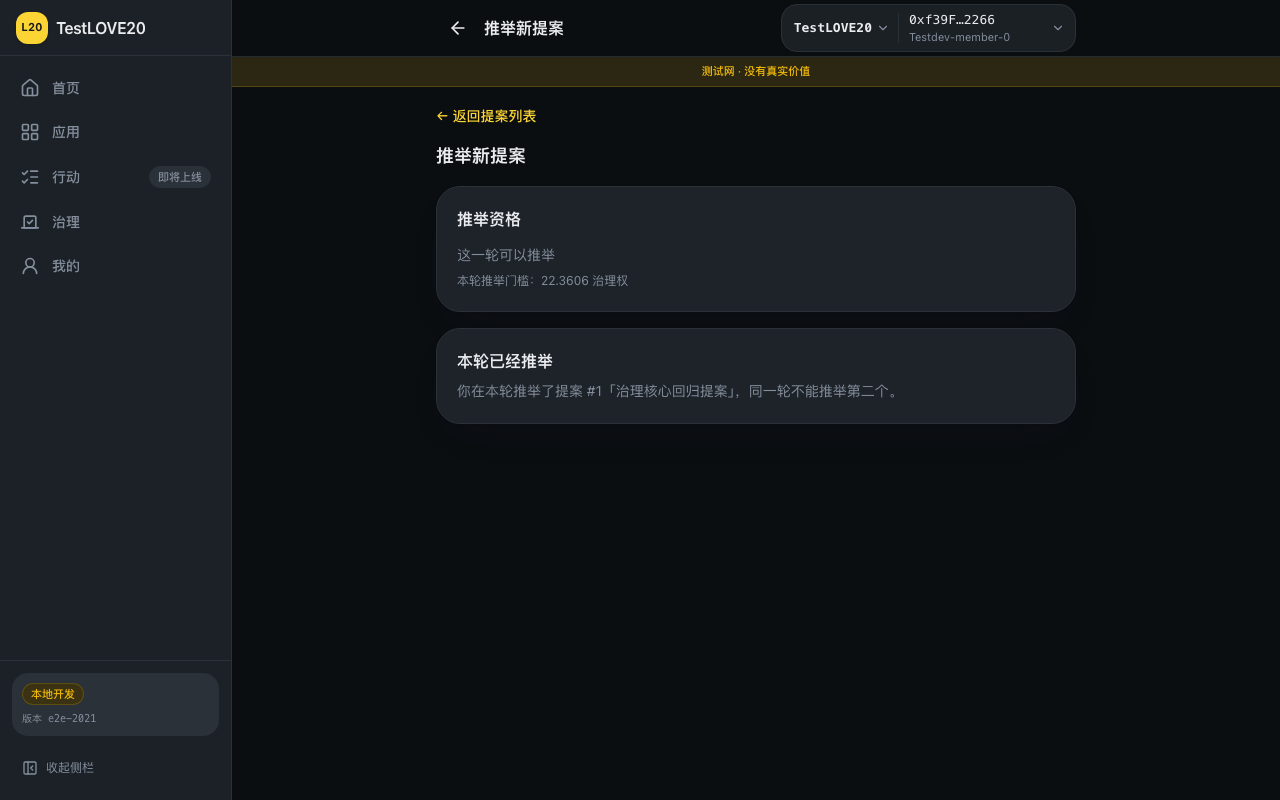 L20 TestLOVE20
首页
应用
行动 即将上线
治理
我的
本地开发
版本 e2e-2021
收起侧栏
← 推举新提案
TestLOVE20
0xf39F…2266
Testdev-member-0
测试网 · 没有真实价值
← 返回提案列表
推举新提案
推举资格
这一轮可以推举
本轮推举门槛：22.3606 治理权
本轮已经推举
你在本轮推举了提案 #1「治理核心回归提案」，同一轮不能推举第二个。